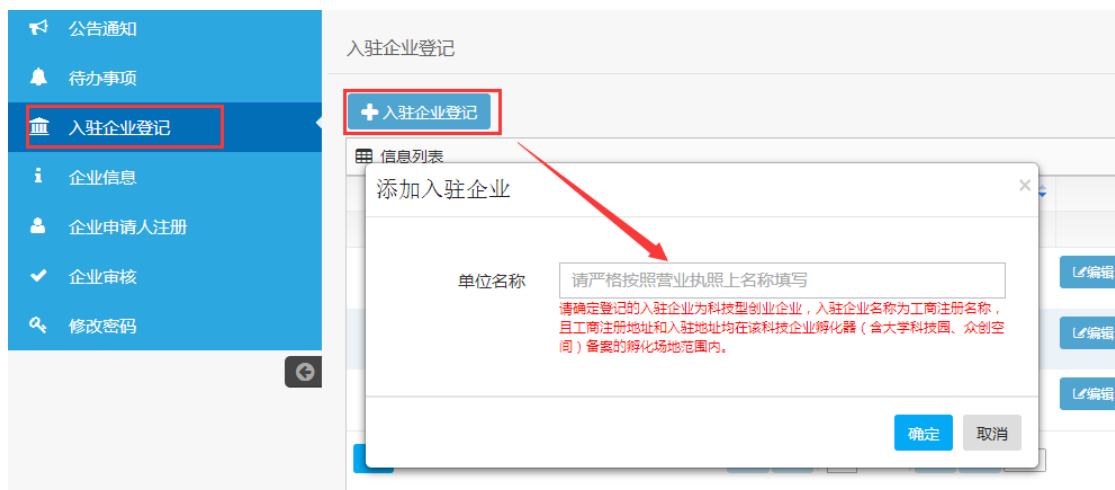 公告通知
待办事项
入驻企业登记
企业信息
企业申请人注册
企业审核
修改密码
入驻企业登记
入驻企业登记
信息列表
添加入驻企业
×
单位名称
请严格按照营业执照上名称填写
请确定登记的入驻企业为科技型创业企业，入驻企业名称为工商注册名称，
且工商注册地址和入驻地址均在该科技企业孵化器（含大学科技园、众创空
间）备案的孵化场地范围内。
确定
取消
编辑
编辑
编辑